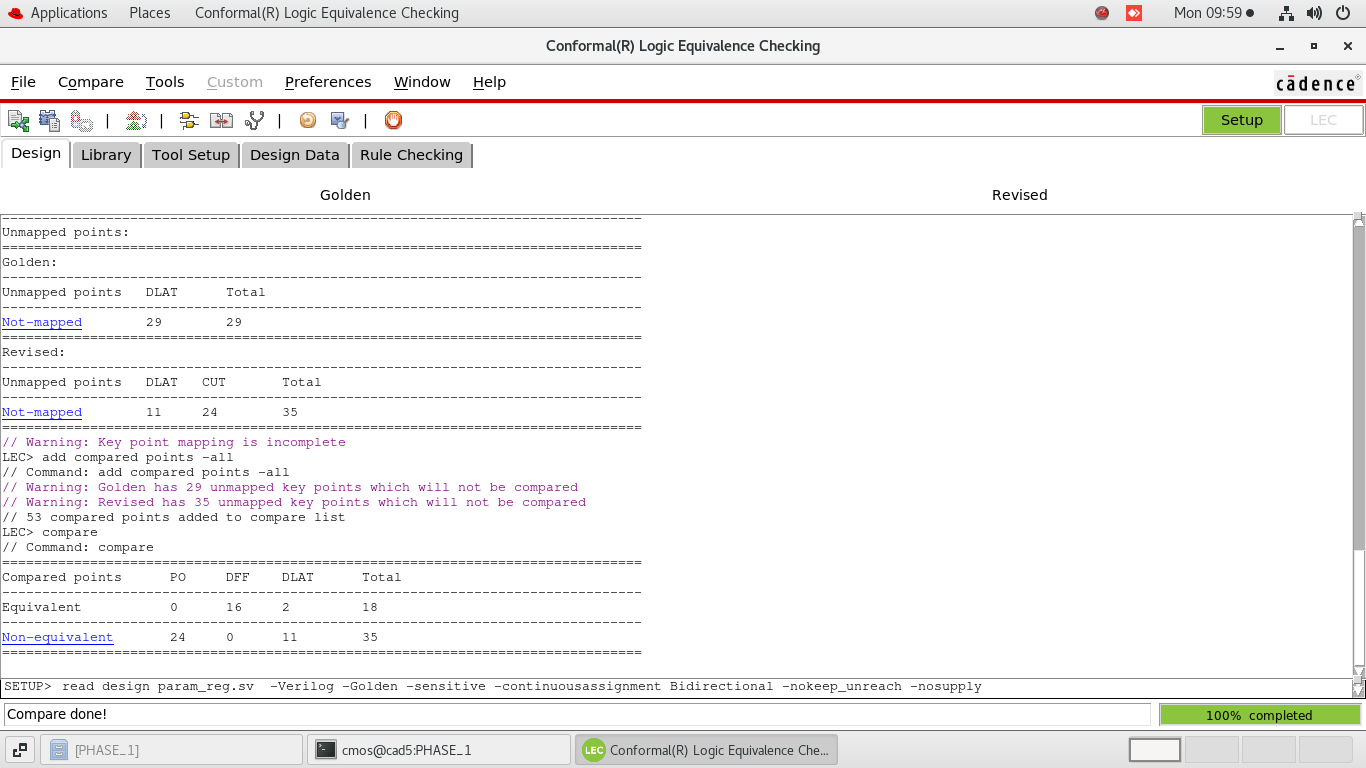 Applications Places Conformal(R) Logic Equivalence Checking Mon 09:59
Conformal(R) Logic Equivalence Checking
File Compare Tools Custom Preferences Window Help cādence
Setup LEC
Design Library Tool Setup Design Data Rule Checking
Golden Revised
================================================================================
Unmapped points:
================================================================================
Golden:
--------------------------------------------------------------------------------
Unmapped points DLAT Total
--------------------------------------------------------------------------------
Not-mapped 29 29
================================================================================
Revised:
--------------------------------------------------------------------------------
Unmapped points DLAT CUT Total
--------------------------------------------------------------------------------
Not-mapped 11 24 35
================================================================================
// Warning: Key point mapping is incomplete
LEC> add compared points -all
// Command: add compared points -all
// Warning: Golden has 29 unmapped key points which will not be compared
// Warning: Revised has 35 unmapped key points which will not be compared
// 53 compared points added to compare list
LEC> compare
// Command: compare
================================================================================
Compared points PO DFF DLAT Total
--------------------------------------------------------------------------------
Equivalent 0 16 2 18
--------------------------------------------------------------------------------
Non-equivalent 24 0 11 35
================================================================================
SETUP> read design param_reg.sv -Verilog -Golden -sensitive -continuousassignment Bidirectional -nokeep_unreach -nosupply
Compare done! 100% completed
[PHASE_1] cmos@cad5:PHASE_1 LEC Conformal(R) Logic Equivalence Che...